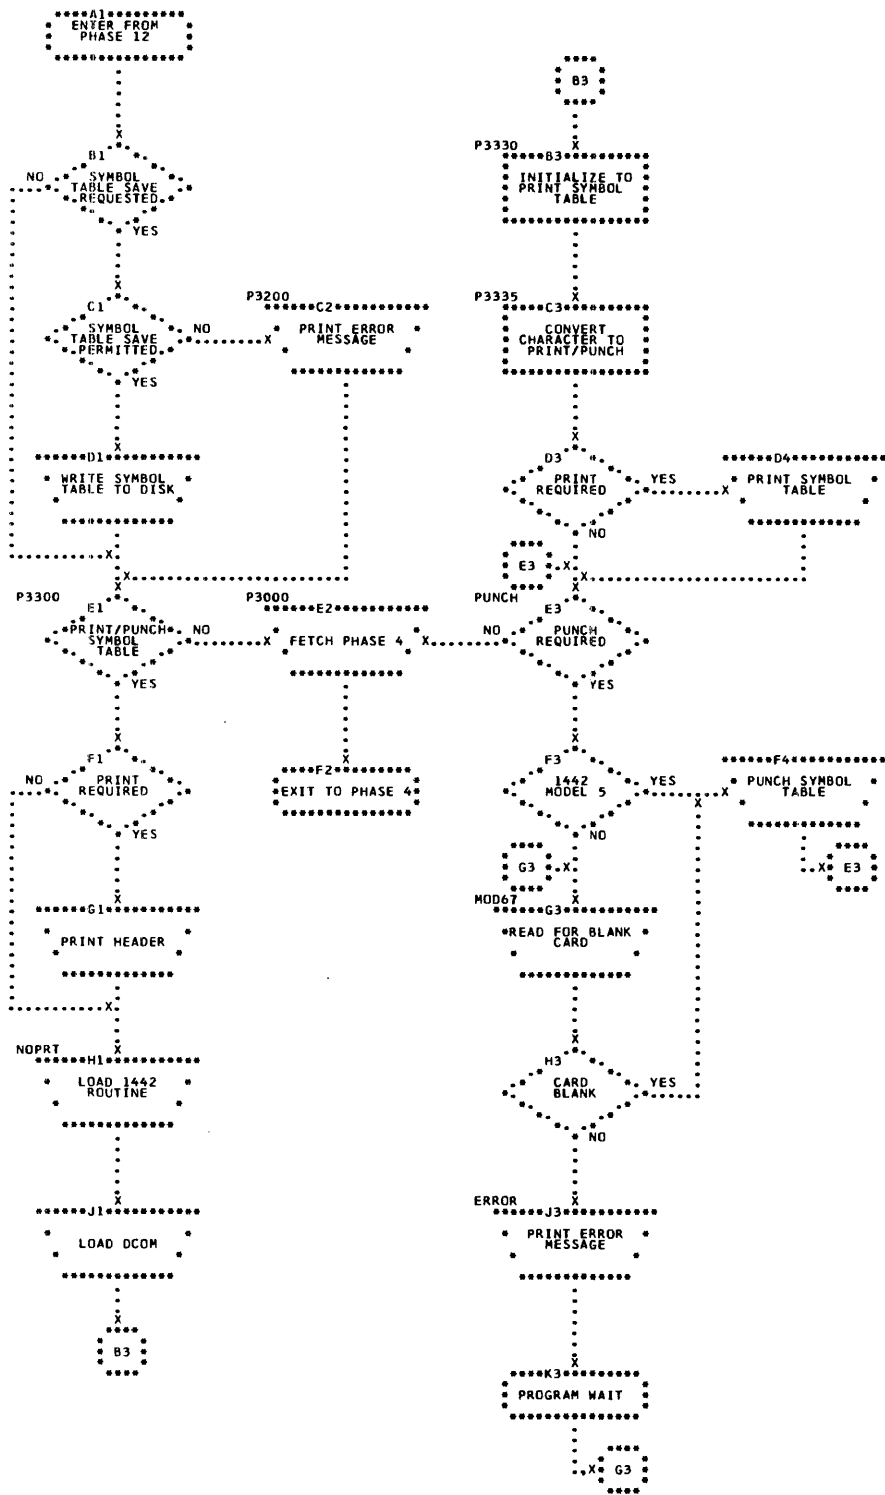 A1
ENTER FROM
PHASE 12
B1
SYMBOL
TABLE SAVE
REQUESTED
NO
YES
C1
SYMBOL
TABLE SAVE
PERMITTED
NO
YES
P3200
C2
PRINT ERROR
MESSAGE
D1
WRITE SYMBOL
TABLE TO DISK
P3300
E1
PRINT/PUNCH
SYMBOL
TABLE
NO
YES
P3000
E2
FETCH PHASE 4
F1
PRINT
REQUIRED
NO
YES
F2
EXIT TO PHASE 4
G1
PRINT HEADER
NOPRT
H1
LOAD 1442
ROUTINE
J1
LOAD DCOM
B3
B3
P3330
B3
INITIALIZE TO
PRINT SYMBOL
TABLE
P3335
C3
CONVERT
CHARACTER TO
PRINT/PUNCH
D3
PRINT
REQUIRED
YES
NO
D4
PRINT SYMBOL
TABLE
E3
PUNCH
E3
PUNCH
REQUIRED
NO
YES
F3
1442
MODEL 5
YES
NO
F4
PUNCH SYMBOL
TABLE
E3
G3
MOD67
G3
READ FOR BLANK
CARD
H3
CARD
BLANK
YES
NO
ERROR
J3
PRINT ERROR
MESSAGE
K3
PROGRAM WAIT
G3